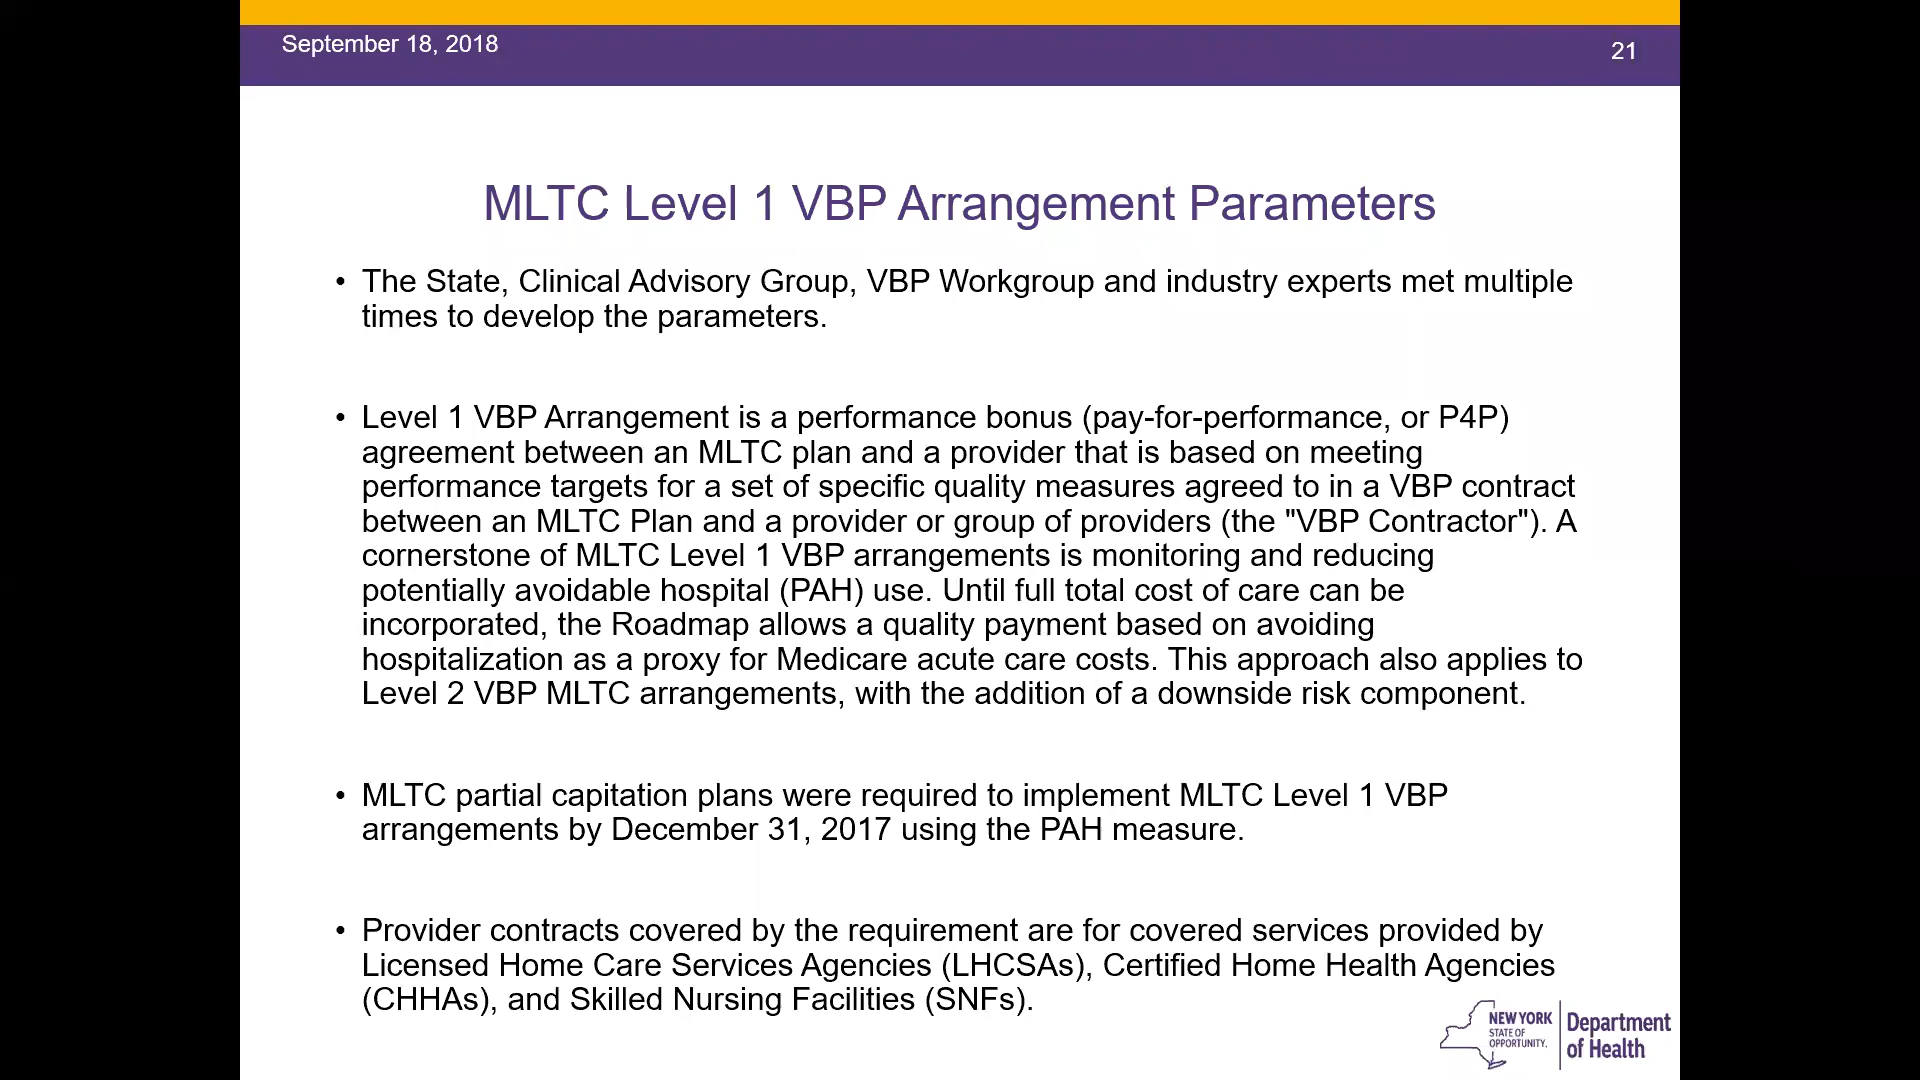 September 18, 2018
21
MLTC Level 1 VBP Arrangement Parameters
• The State, Clinical Advisory Group, VBP Workgroup and industry experts met multiple
times to develop the parameters.
• Level 1 VBP Arrangement is a performance bonus (pay-for-performance, or P4P)
agreement between an MLTC plan and a provider that is based on meeting
performance targets for a set of specific quality measures agreed to in a VBP contract
between an MLTC Plan and a provider or group of providers (the "VBP Contractor"). A
cornerstone of MLTC Level 1 VBP arrangements is monitoring and reducing
potentially avoidable hospital (PAH) use. Until full total cost of care can be
incorporated, the Roadmap allows a quality payment based on avoiding
hospitalization as a proxy for Medicare acute care costs. This approach also applies to
Level 2 VBP MLTC arrangements, with the addition of a downside risk component.
• MLTC partial capitation plans were required to implement MLTC Level 1 VBP
arrangements by December 31, 2017 using the PAH measure.
• Provider contracts covered by the requirement are for covered services provided by
Licensed Home Care Services Agencies (LHCSAs), Certified Home Health Agencies
(CHHAs), and Skilled Nursing Facilities (SNFs).
NEW YORK
STATE OF
OPPORTUNITY.
Department
of Health